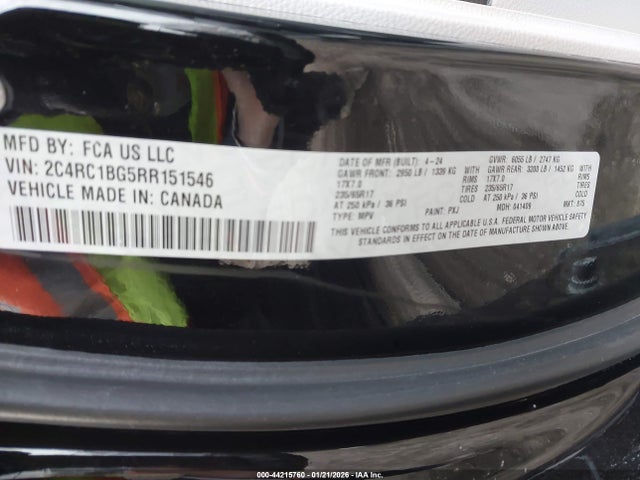 MFD BY: FCA US LLC
VIN: 2C4RC1BG5RR151546
VEHICLE MADE IN: CANADA
DATE OF MFR (BUILT): 4-24
GAWR FRONT: 2950 LB / 1339 KG
17X7.0 RIMS
235/65R17 TIRES
AT 250 kPa / 36 PSI COLD
TYPE: MPV PAINT: PXJ
GVWR: 6055 LB / 2747 KG
GAWR REAR: 3200 LB / 1452 KG
17X7.0 RIMS
235/65R17 TIRES
AT 250 kPa / 36 PSI COLD
MDH: 041409 MKT: 875
THIS VEHICLE CONFORMS TO ALL APPLICABLE U.S.A. FEDERAL MOTOR VEHICLE SAFETY
STANDARDS IN EFFECT ON THE DATE OF MANUFACTURE SHOWN ABOVE.
000-44215760 - 01/21/2026 - IAA Inc.